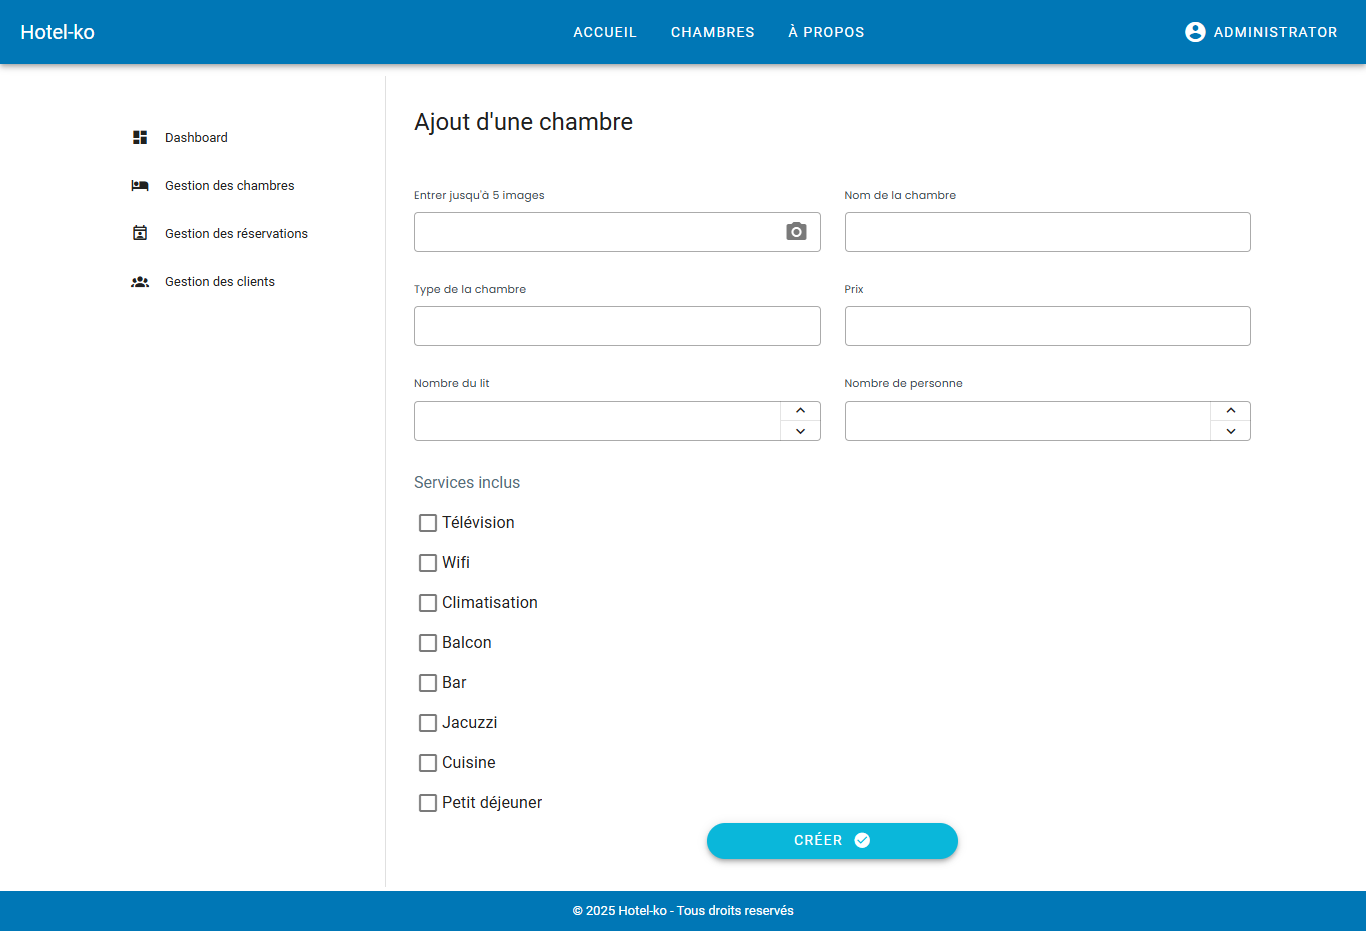 Hotel-ko
ACCUEIL
CHAMBRES
À PROPOS
ADMINISTRATOR
Dashboard
Gestion des chambres
Gestion des réservations
Gestion des clients
Ajout d'une chambre
Entrer jusqu'à 5 images
Nom de la chambre
Type de la chambre
Prix
Nombre du lit
Nombre de personne
Services inclus
Télévision
Wifi
Climatisation
Balcon
Bar
Jacuzzi
Cuisine
Petit déjeuner
CRÉER
© 2025 Hotel-ko - Tous droits reservés